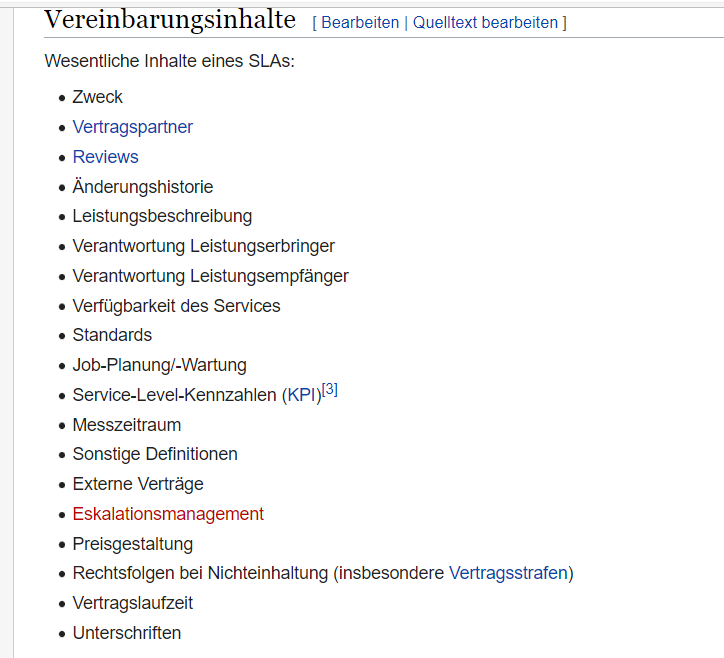 Vereinbarungsinhalte [ Bearbeiten | Quelltext bearbeiten ]
Wesentliche Inhalte eines SLAs:
• Zweck
• Vertragspartner
• Reviews
• Änderungshistorie
• Leistungsbeschreibung
• Verantwortung Leistungserbringer
• Verantwortung Leistungsempfänger
• Verfügbarkeit des Services
• Standards
• Job-Planung/-Wartung
• Service-Level-Kennzahlen (KPI)[3]
• Messzeitraum
• Sonstige Definitionen
• Externe Verträge
• Eskalationsmanagement
• Preisgestaltung
• Rechtsfolgen bei Nichteinhaltung (insbesondere Vertragsstrafen)
• Vertragslaufzeit
• Unterschriften